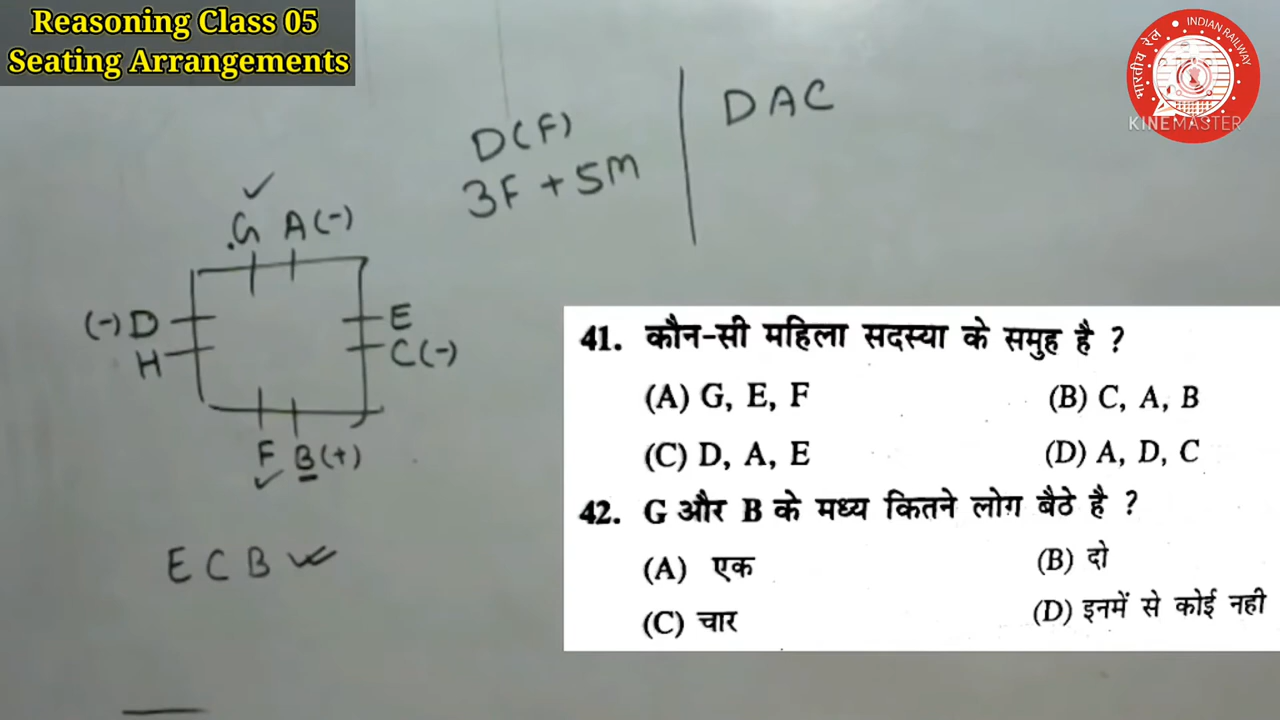 Reasoning Class 05
Seating Arrangements
भारतीय रेल INDIAN RAILWAY
KINEMASTER
D(F)
3F + 5M
DAC
G A(-)
(-) D
H
E
C(-)
F B(+)
E C B
41. कौन-सी महिला सदस्या के समुह है ?
(A) G, E, F (B) C, A, B
(C) D, A, E (D) A, D, C
42. G और B के मध्य कितने लोग बैठे है ?
(A) एक (B) दो
(C) चार (D) इनमें से कोई नही